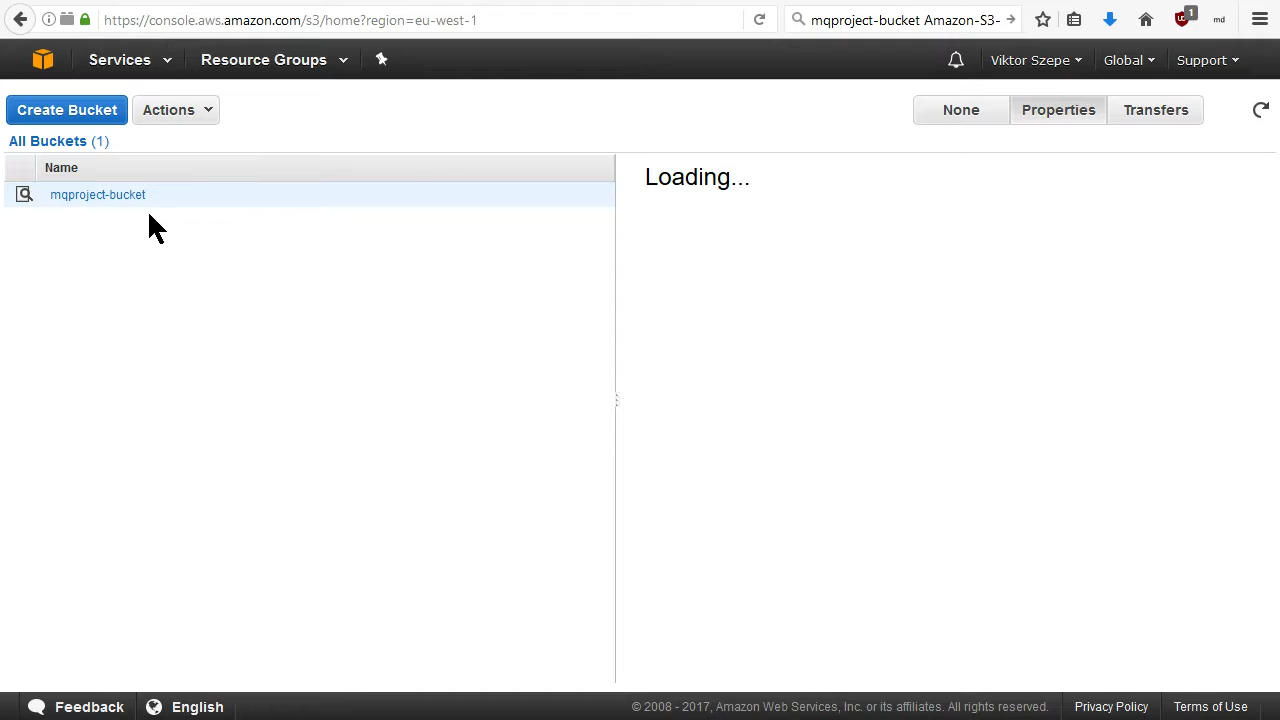 https://console.aws.amazon.com/s3/home?region=eu-west-1
mqproject-bucket Amazon-S3-
1
md
Services
Resource Groups
Viktor Szepe
Global
Support
Create Bucket
Actions
None
Properties
Transfers
All Buckets (1)
Name
mqproject-bucket
Loading...
Feedback
English
© 2008 - 2017, Amazon Web Services, Inc. or its affiliates. All rights reserved.
Privacy Policy
Terms of Use